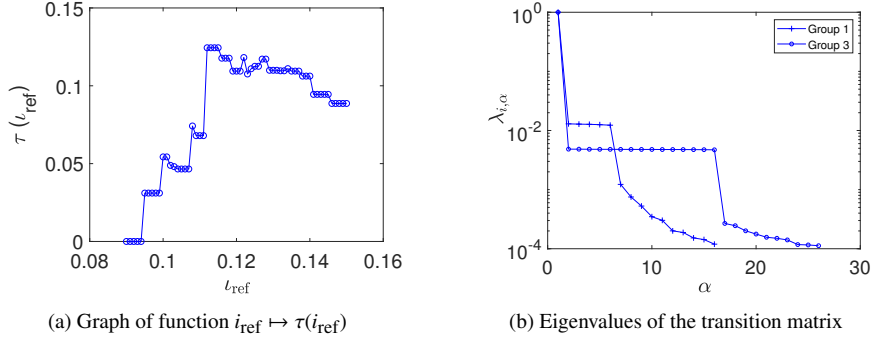 0.15
0.1
0.05
0
0.08 0.1 0.12 0.14 0.16
τ (ι_ref)
ι_ref
10^0
10^-2
10^-4
0 10 20 30
λ_{i,α}
α
Group 1
Group 3
(a) Graph of function i_ref ↦ τ(i_ref)
(b) Eigenvalues of the transition matrix